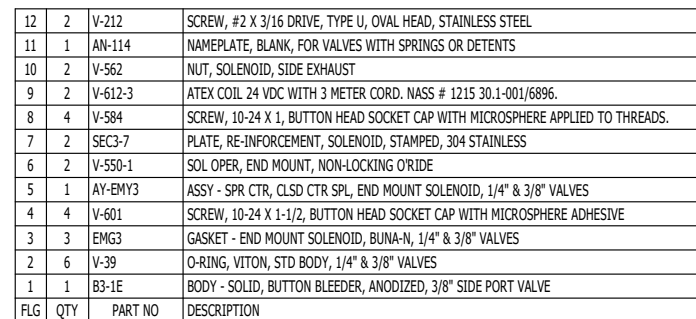 12 2 V-212 SCREW, #2 X 3/16 DRIVE, TYPE U, OVAL HEAD, STAINLESS STEEL
11 1 AN-114 NAMEPLATE, BLANK, FOR VALVES WITH SPRINGS OR DETENTS
10 2 V-562 NUT, SOLENOID, SIDE EXHAUST
9 2 V-612-3 ATEX COIL 24 VDC WITH 3 METER CORD. NASS # 1215 30.1-001/6896.
8 4 V-584 SCREW, 10-24 X 1, BUTTON HEAD SOCKET CAP WITH MICROSPHERE APPLIED TO THREADS.
7 2 SEC3-7 PLATE, RE-INFORCEMENT, SOLENOID, STAMPED, 304 STAINLESS
6 2 V-550-1 SOL OPER, END MOUNT, NON-LOCKING O'RIDE
5 1 AY-EMY3 ASSY - SPR CTR, CLSD CTR SPL, END MOUNT SOLENOID, 1/4" & 3/8" VALVES
4 4 V-601 SCREW, 10-24 X 1-1/2, BUTTON HEAD SOCKET CAP WITH MICROSPHERE ADHESIVE
3 3 EMG3 GASKET - END MOUNT SOLENOID, BUNA-N, 1/4" & 3/8" VALVES
2 6 V-39 O-RING, VITON, STD BODY, 1/4" & 3/8" VALVES
1 1 B3-1E BODY - SOLID, BUTTON BLEEDER, ANODIZED, 3/8" SIDE PORT VALVE
FLG QTY PART NO DESCRIPTION